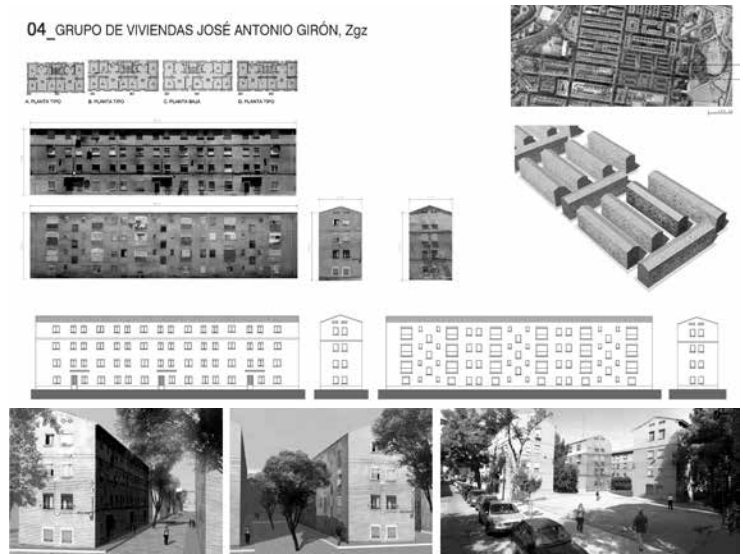 04_GRUPO DE VIVIENDAS JOSÉ ANTONIO GIRÓN, Zgz
A. PLANTA TIPO
B. PLANTA TIPO
C. PLANTA BAJA
D. PLANTA TIPO